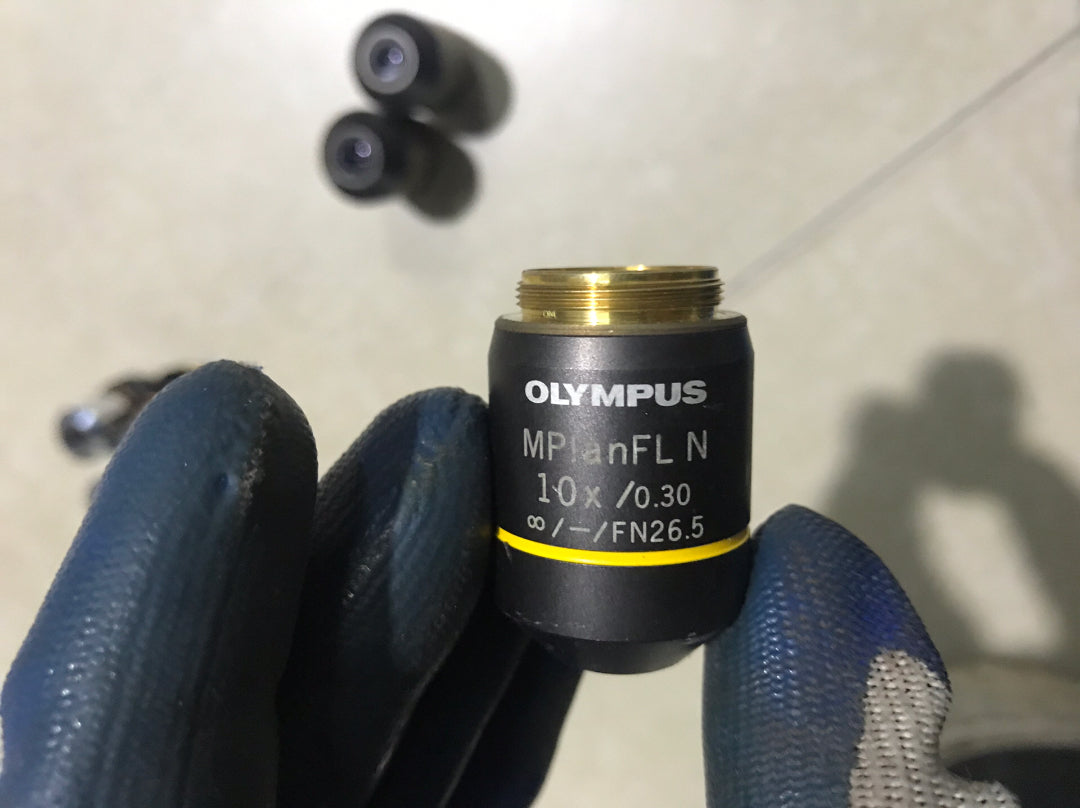 OLYMPUS
MPlanFL N
10x /0.30
∞/—/FN26.5